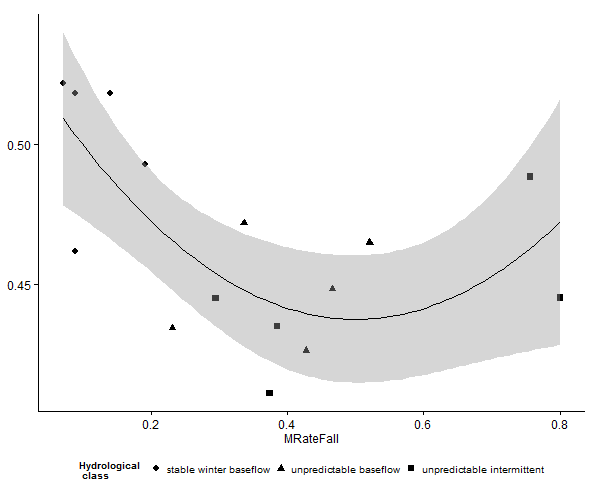 0.50
0.45
0.2 0.4 0.6 0.8
MRateFall
Hydrological
class
stable winter baseflow unpredictable baseflow unpredictable intermittent